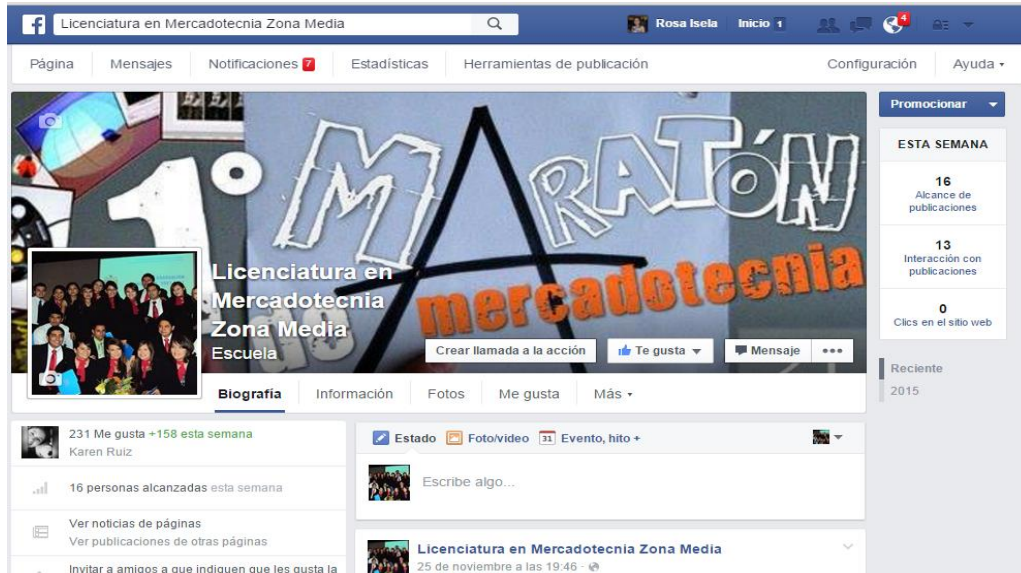 Licenciatura en Mercadotecnia Zona Media
Rosa Isela
Inicio 1
4
Página
Mensajes
Notificaciones 7
Estadísticas
Herramientas de publicación
Configuración
Ayuda
1° MARATÓN
mercadotecnia
Licenciatura en
Mercadotecnia
Zona Media
Escuela
Crear llamada a la acción
Te gusta
Mensaje
Biografía
Información
Fotos
Me gusta
Más
Promocionar
ESTA SEMANA
16
Alcance de
publicaciones
13
Interacción con
publicaciones
0
Clics en el sitio web
Reciente
2015
231 Me gusta +158 esta semana
Karen Ruiz
16 personas alcanzadas esta semana
Ver noticias de páginas
Ver publicaciones de otras páginas
Invitar a amigos a que indiquen que les gusta la
Estado
Foto/video
31 Evento, hito +
Escribe algo...
Licenciatura en Mercadotecnia Zona Media
25 de noviembre a las 19:46 ·